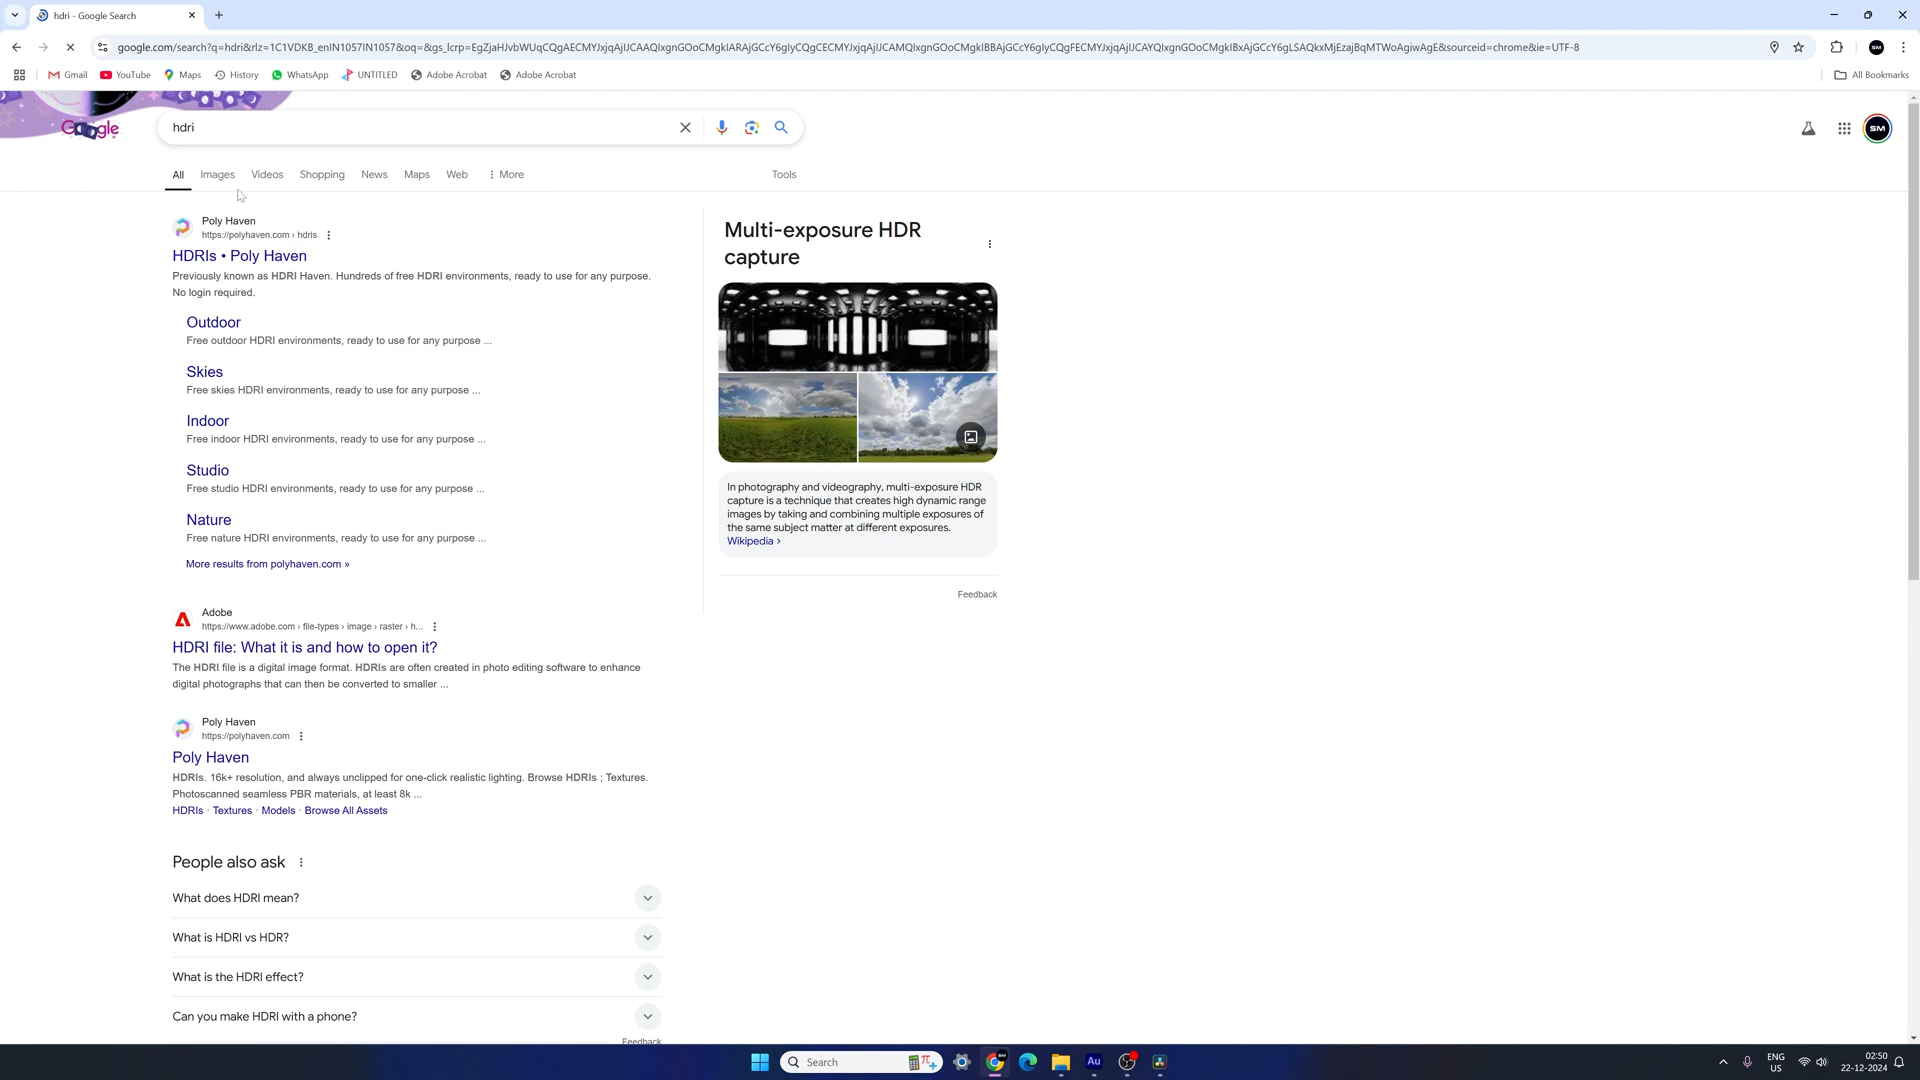 hdri - Google Search
google.com/search?q=hdri&rlz=1C1VDKB_enIN1057IN1057&oq=&gs_lcrp=EgZjaHJvbWUqCQgAECMYJxjqAjIJCAAQIxgnGOoCMgkIARAjGCcY6gIyCQgCECMYJxjqAjIJCAMQIxgnGOoCMgkIBBAjGCcY6gIyCQgFECMYJxjqAjIJCAYQIxgnGOoCMgkIBxAjGCcY6gLSAQkxMjEzajBqMTWoAgiwAgE&sourceid=chrome&ie=UTF-8
Gmail YouTube Maps History WhatsApp UNTITLED Adobe Acrobat Adobe Acrobat All Bookmarks
Google
hdri
SM
All Images Videos Shopping News Maps Web More Tools
Poly Haven
https://polyhaven.com › hdris
HDRIs • Poly Haven
Previously known as HDRI Haven. Hundreds of free HDRI environments, ready to use for any purpose.
No login required.
Outdoor
Free outdoor HDRI environments, ready to use for any purpose ...
Skies
Free skies HDRI environments, ready to use for any purpose ...
Indoor
Free indoor HDRI environments, ready to use for any purpose ...
Studio
Free studio HDRI environments, ready to use for any purpose ...
Nature
Free nature HDRI environments, ready to use for any purpose ...
More results from polyhaven.com »
Multi-exposure HDR
capture
In photography and videography, multi-exposure HDR
capture is a technique that creates high dynamic range
images by taking and combining multiple exposures of
the same subject matter at different exposures.
Wikipedia ›
Feedback
Adobe
https://www.adobe.com › file-types › image › raster › h...
HDRI file: What it is and how to open it?
The HDRI file is a digital image format. HDRIs are often created in photo editing software to enhance
digital photographs that can then be converted to smaller ...
Poly Haven
https://polyhaven.com
Poly Haven
HDRIs. 16k+ resolution, and always unclipped for one-click realistic lighting. Browse HDRIs ; Textures.
Photoscanned seamless PBR materials, at least 8k ...
HDRIs · Textures · Models · Browse All Assets
People also ask
What does HDRI mean?
What is HDRI vs HDR?
What is the HDRI effect?
Can you make HDRI with a phone?
Feedback
Search
Au
ENG
US
02:50
22-12-2024